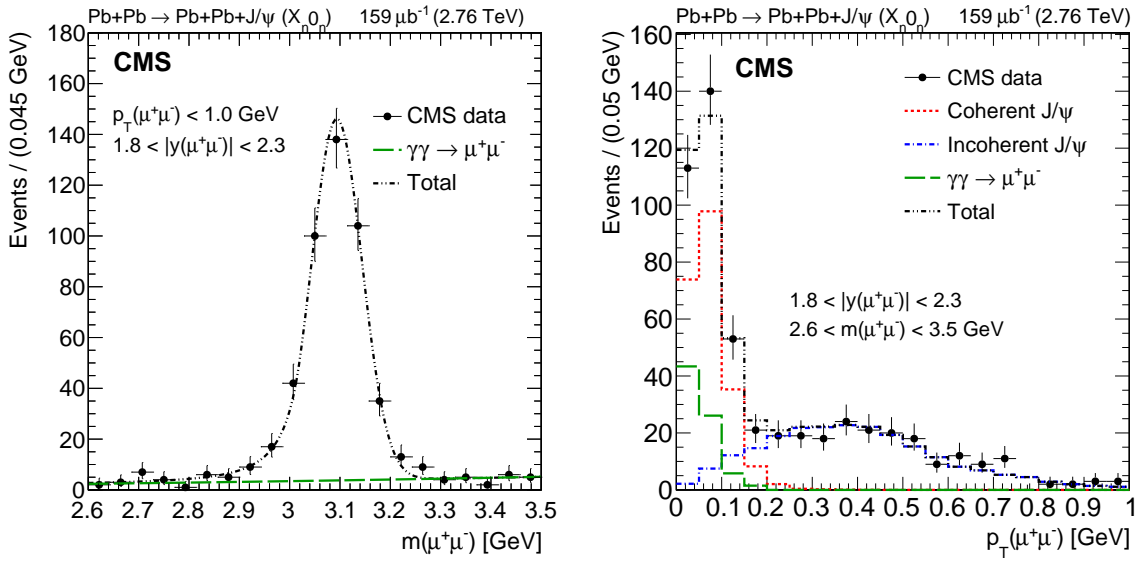 Pb+Pb → Pb+Pb+J/ψ (X_n0_n) 159 μb⁻¹ (2.76 TeV)
CMS
p_T(μ⁺μ⁻) < 1.0 GeV
1.8 < |y(μ⁺μ⁻)| < 2.3
CMS data
γγ → μ⁺μ⁻
Total
Events / (0.045 GeV)
180
160
140
120
100
80
60
40
20
0
2.6 2.7 2.8 2.9 3 3.1 3.2 3.3 3.4 3.5
m(μ⁺μ⁻) [GeV]
Pb+Pb → Pb+Pb+J/ψ (X_n0_n) 159 μb⁻¹ (2.76 TeV)
CMS
CMS data
Coherent J/ψ
Incoherent J/ψ
γγ → μ⁺μ⁻
Total
1.8 < |y(μ⁺μ⁻)| < 2.3
2.6 < m(μ⁺μ⁻) < 3.5 GeV
Events / (0.05 GeV)
160
140
120
100
80
60
40
20
0
0 0.1 0.2 0.3 0.4 0.5 0.6 0.7 0.8 0.9 1
p_T(μ⁺μ⁻) [GeV]